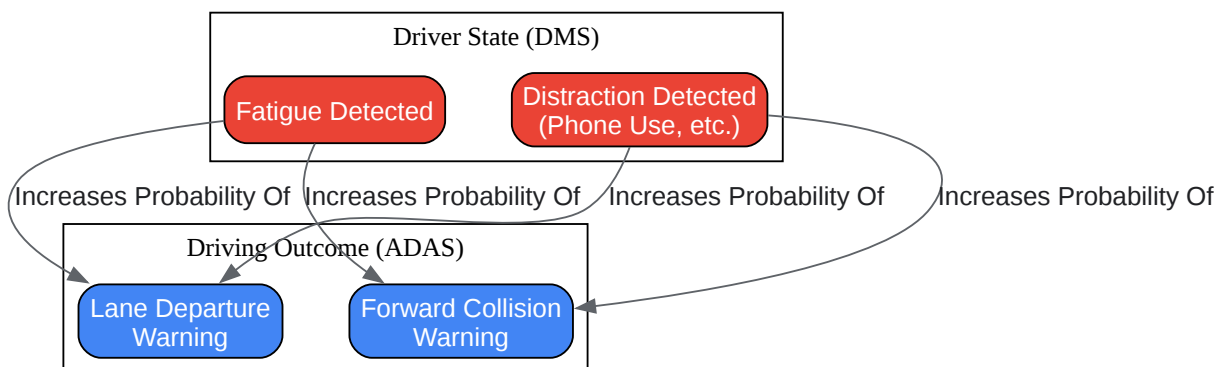 Driver State (DMS)
Fatigue Detected
Distraction Detected
(Phone Use, etc.)
Increases Probability Of
Increases Probability Of
Increases Probability Of
Increases Probability Of
Driving Outcome (ADAS)
Lane Departure
Warning
Forward Collision
Warning